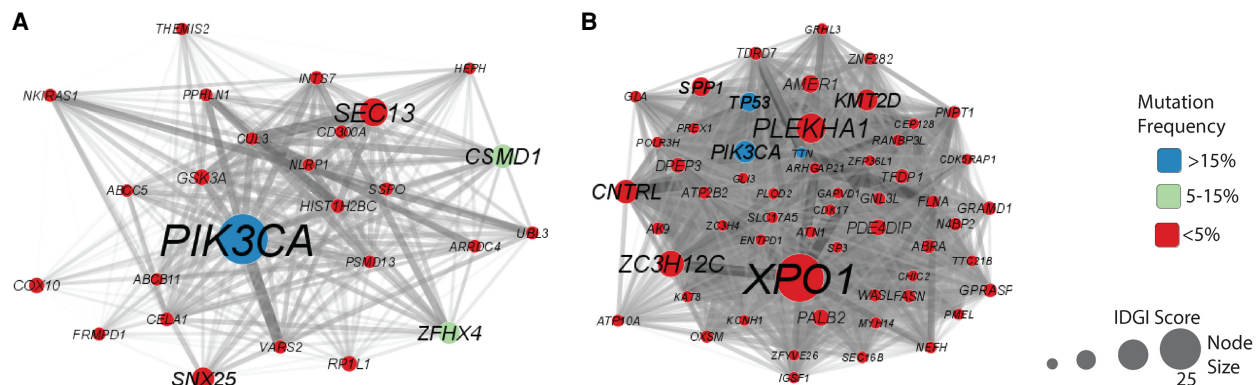 A
THEMIS2
HEPH
INTS7
NKIRAS1
PPHLN1
SEC13
CD300A
CUL3
CSMD1
NLRP1
GSK3A
SSPO
ABCC5
HIST1H2BC
UBL3
PIK3CA
ARRDC4
PSMD13
ABCB11
COX10
CELA1
FRMPD1
ZFHX4
VARS2
RP1L1
SNX25
B
GRHL3
TDRD7
ZNF282
SPP1
AMER1
GLA
TP53
KMT2D
PNPT1
PREX1
PLEKHA1
CEP128
POLR3H
RANBP3L
PIK3CA
TTN
ZFP36L1
CDK5RAP1
DPEP3
ARHGAP21
GLI3
TFDP1
CNTRL
ATP2B2
PLOD2
GAPVD1
GNL3L
FLNA
GRAMD1
CDK17
SLC17A5
AK9
ZC3H4
ATN1
PDE4DIP
N4BP2
ENTPD1
SP3
ABRA
ZC3H12C
TTC21B
XPO1
CHIC2
KAT8
WASL
FASN
GPRASP
ATP10A
KCNH1
PALB2
MYH14
PMEL
OXSM
ZFYVE26
SEC16B
NEFH
IGSF1
Mutation
Frequency
>15%
5-15%
<5%
IDGI Score
Node
Size
25